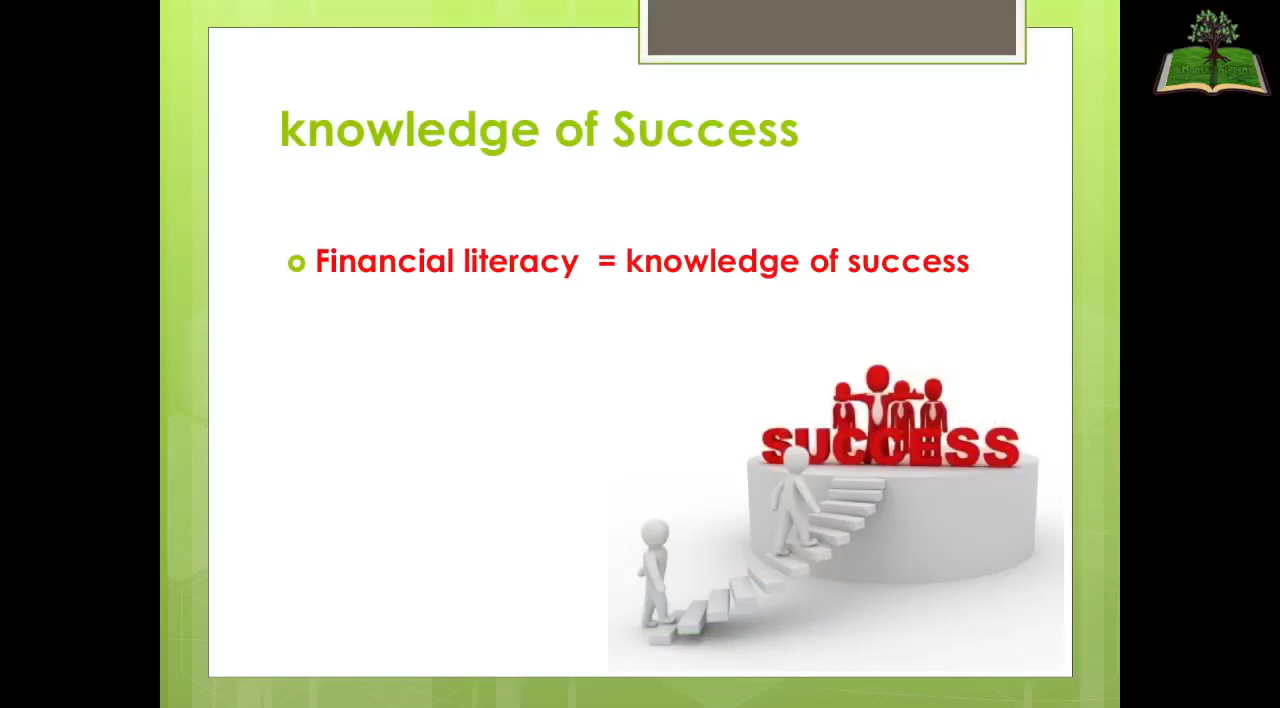 knowledge of Success
Financial literacy = knowledge of success
SUCCESS